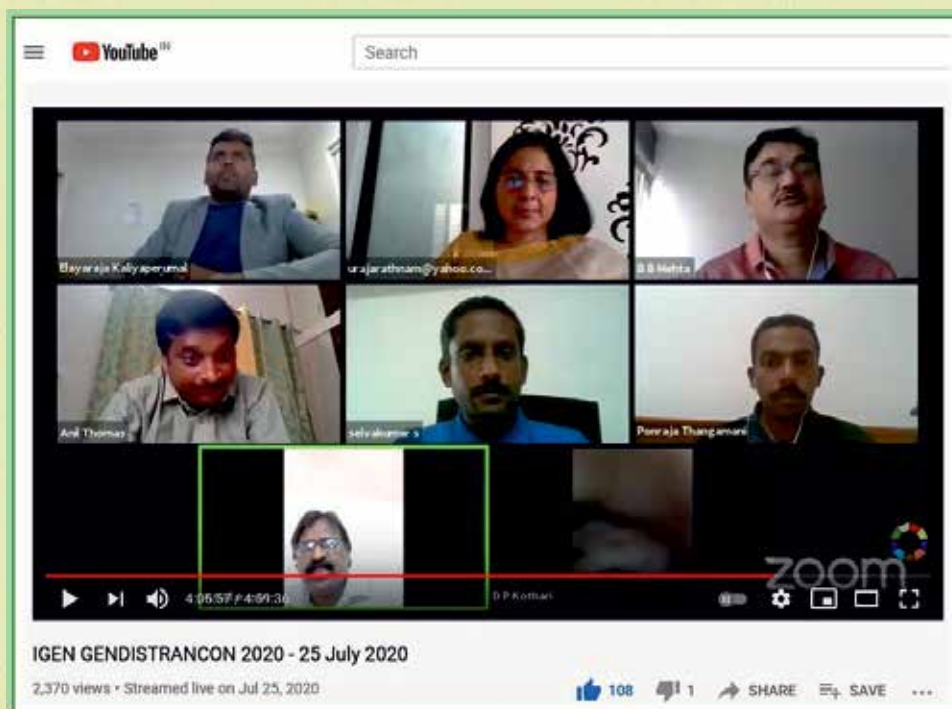 YouTube IN
Search
Elayaraja Kaliyaperumal
urajarathnam@yahoo.co...
B B Mehta
Anil Thomas
selvakumar s
Ponraja Thangamani
zoom
4:05:57 / 4:59:36
D P Kothari
IGEN GENDISTRANCON 2020 - 25 July 2020
2,370 views • Streamed live on Jul 25, 2020
108 1 SHARE SAVE ...